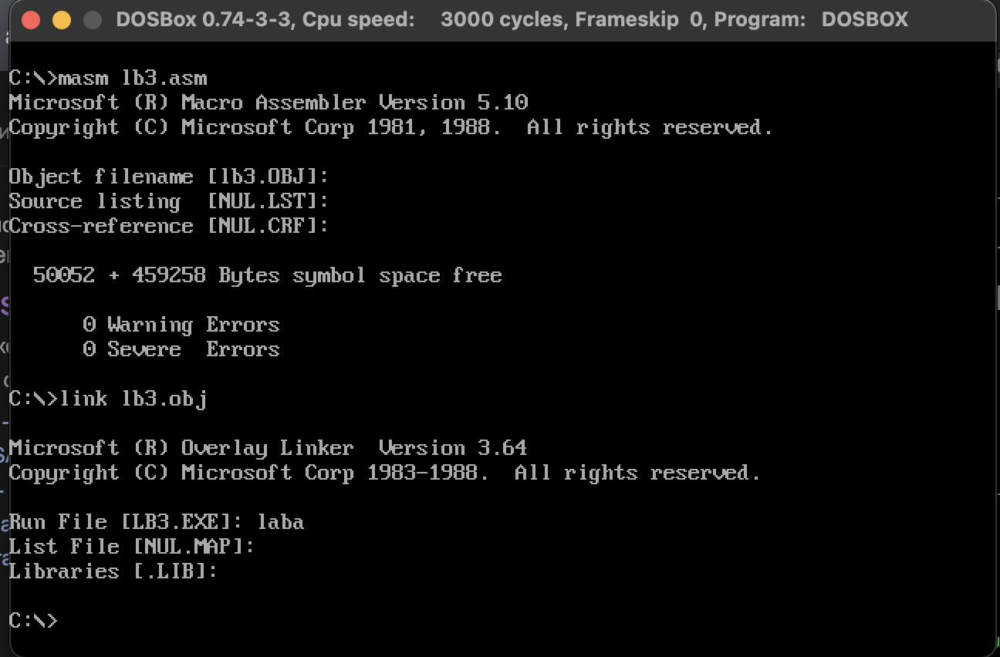 DOSBox 0.74-3-3, Cpu speed: 3000 cycles, Frameskip 0, Program: DOSBOX
C:\>masm lb3.asm
Microsoft (R) Macro Assembler Version 5.10
Copyright (C) Microsoft Corp 1981, 1988.  All rights reserved.
Object filename [lb3.OBJ]:
Source listing  [NUL.LST]:
Cross-reference [NUL.CRF]:
50052 + 459258 Bytes symbol space free
0 Warning Errors
0 Severe  Errors
C:\>link lb3.obj
Microsoft (R) Overlay Linker  Version 3.64
Copyright (C) Microsoft Corp 1983-1988.  All rights reserved.
Run File [LB3.EXE]: laba
List File [NUL.MAP]:
Libraries [.LIB]:
C:\>